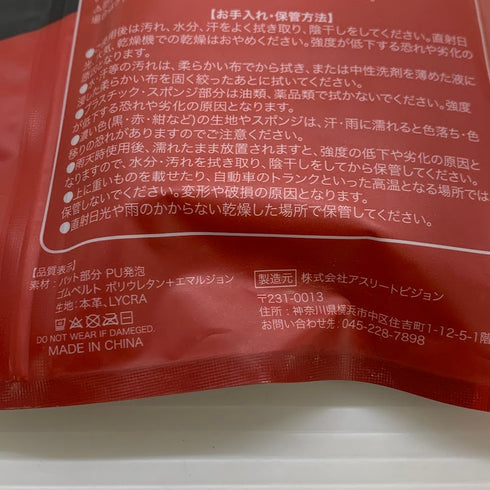 【お手入れ・保管方法】
用後は汚れ、水分、汗をよく拭き取り、陰干しをしてください。直射日
気、乾燥機での乾燥はおやめください。強度が低下する恐れや劣化の
汗等の汚れは、柔らかい布でから拭き、または中性洗剤を薄めた液に
た柔らかい布を固く絞ったあとに拭いてください。
●プラスチック・スポンジ部分は油類、薬品類で拭かないでください。強度
が低下する恐れや劣化の原因となります。
●濃い色(黒・赤・紺など)の生地やスポンジは、汗・雨に濡れると色落ち・色
移りの恐れがありますのでご注意ください。
●雨天時使用後、濡れたまま放置されますと、強度の低下や劣化の原因と
なりますので、水分・汚れを拭き取り、陰干しをしてから保管してください。
●上に重いものを載せたり、自動車のトランクといった高温となる場所では
保管しないでください。変形や破損の原因となります。
●直射日光や雨のかからない乾燥した場所で保管してください。
【品質表示】
素材:パット部分 PU発泡
ゴムベルト ポリウレタン+エマルジョン
生地:本革、LYCRA
DO NOT WEAR IF DAMEGED.
MADE IN CHINA
製造元 株式会社アスリートビジョン
〒231-0013
住所:神奈川県横浜市中区住吉町1-12-5-1階
お問い合わせ先:045-228-7898